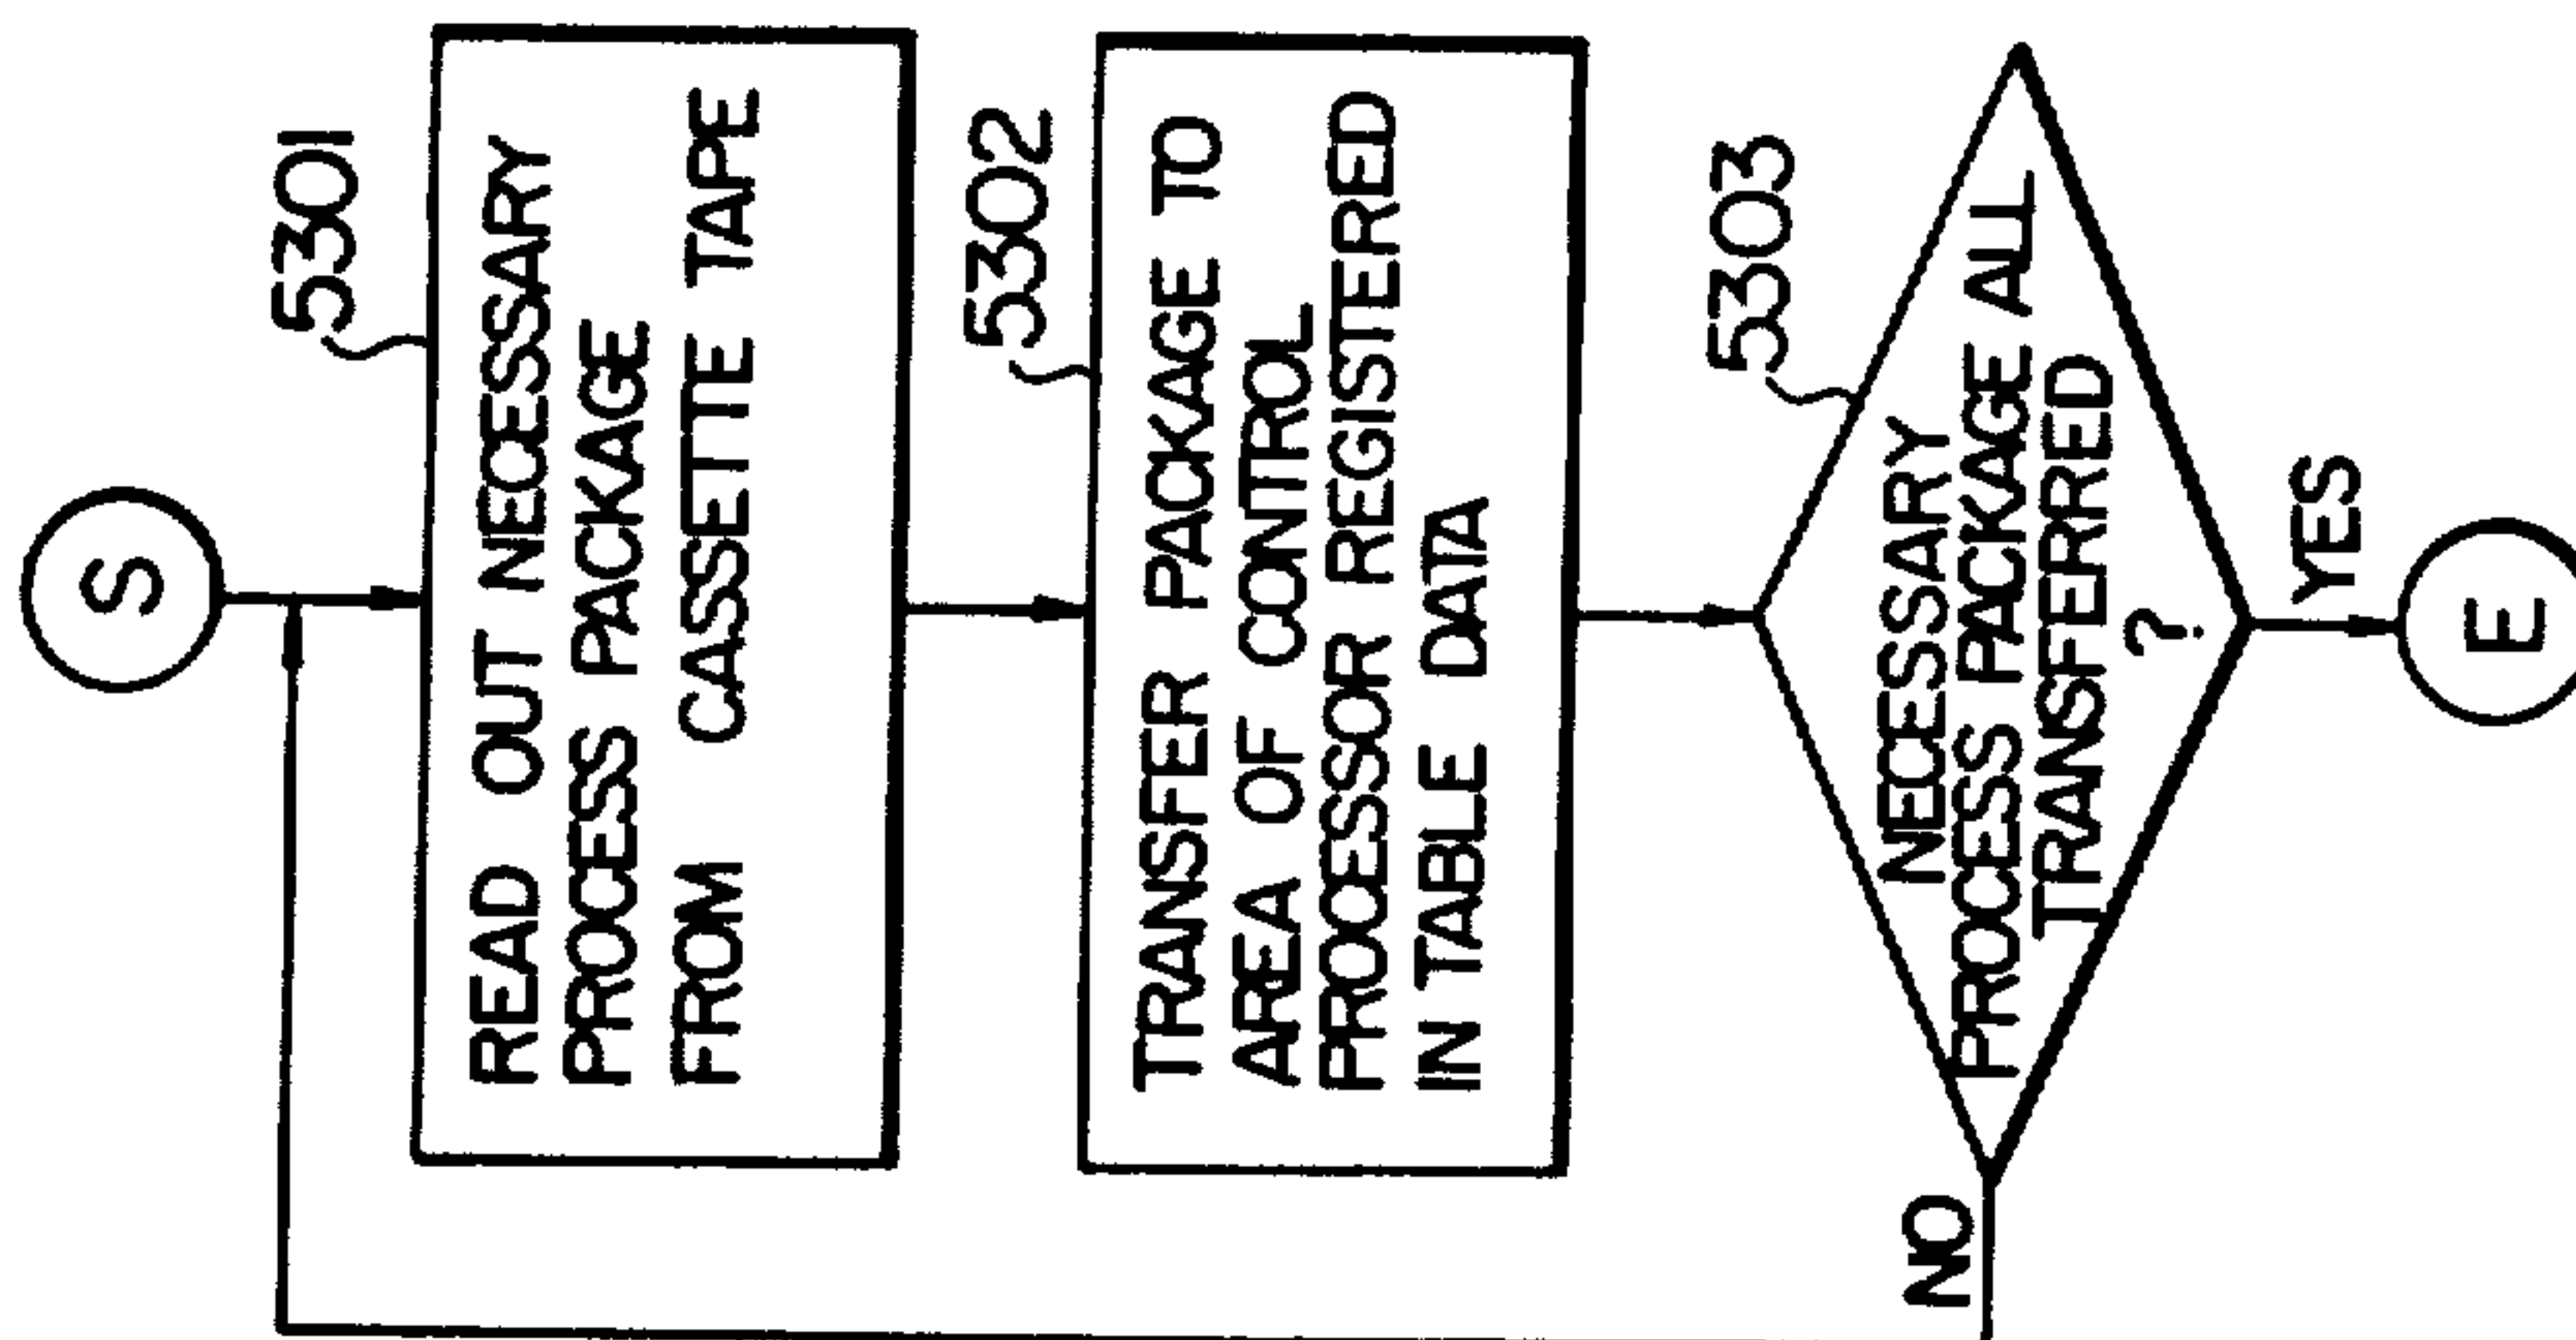 S
5301
READ OUT NECESSARY
PROCESS PACKAGE
FROM CASSETTE TAPE
5302
TRANSFER PACKAGE TO
AREA OF CONTROL
PROCESSOR REGISTERED
IN TABLE DATA
5303
NECESSARY
PROCESS PACKAGE ALL
TRANSFERRED
?
NO
YES
E